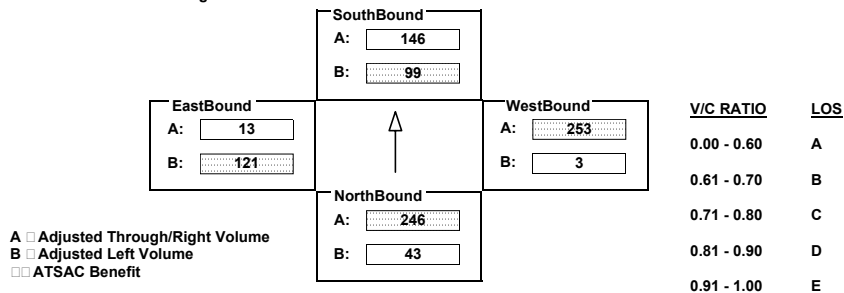 SouthBound
A: 146
B: 99
EastBound
A: 13
B: 121
WestBound
A: 253
B: 3
NorthBound
A: 246
B: 43
A □ Adjusted Through/Right Volume
B □ Adjusted Left Volume
□□ ATSAC Benefit
V/C RATIO LOS
0.00 - 0.60 A
0.61 - 0.70 B
0.71 - 0.80 C
0.81 - 0.90 D
0.91 - 1.00 E